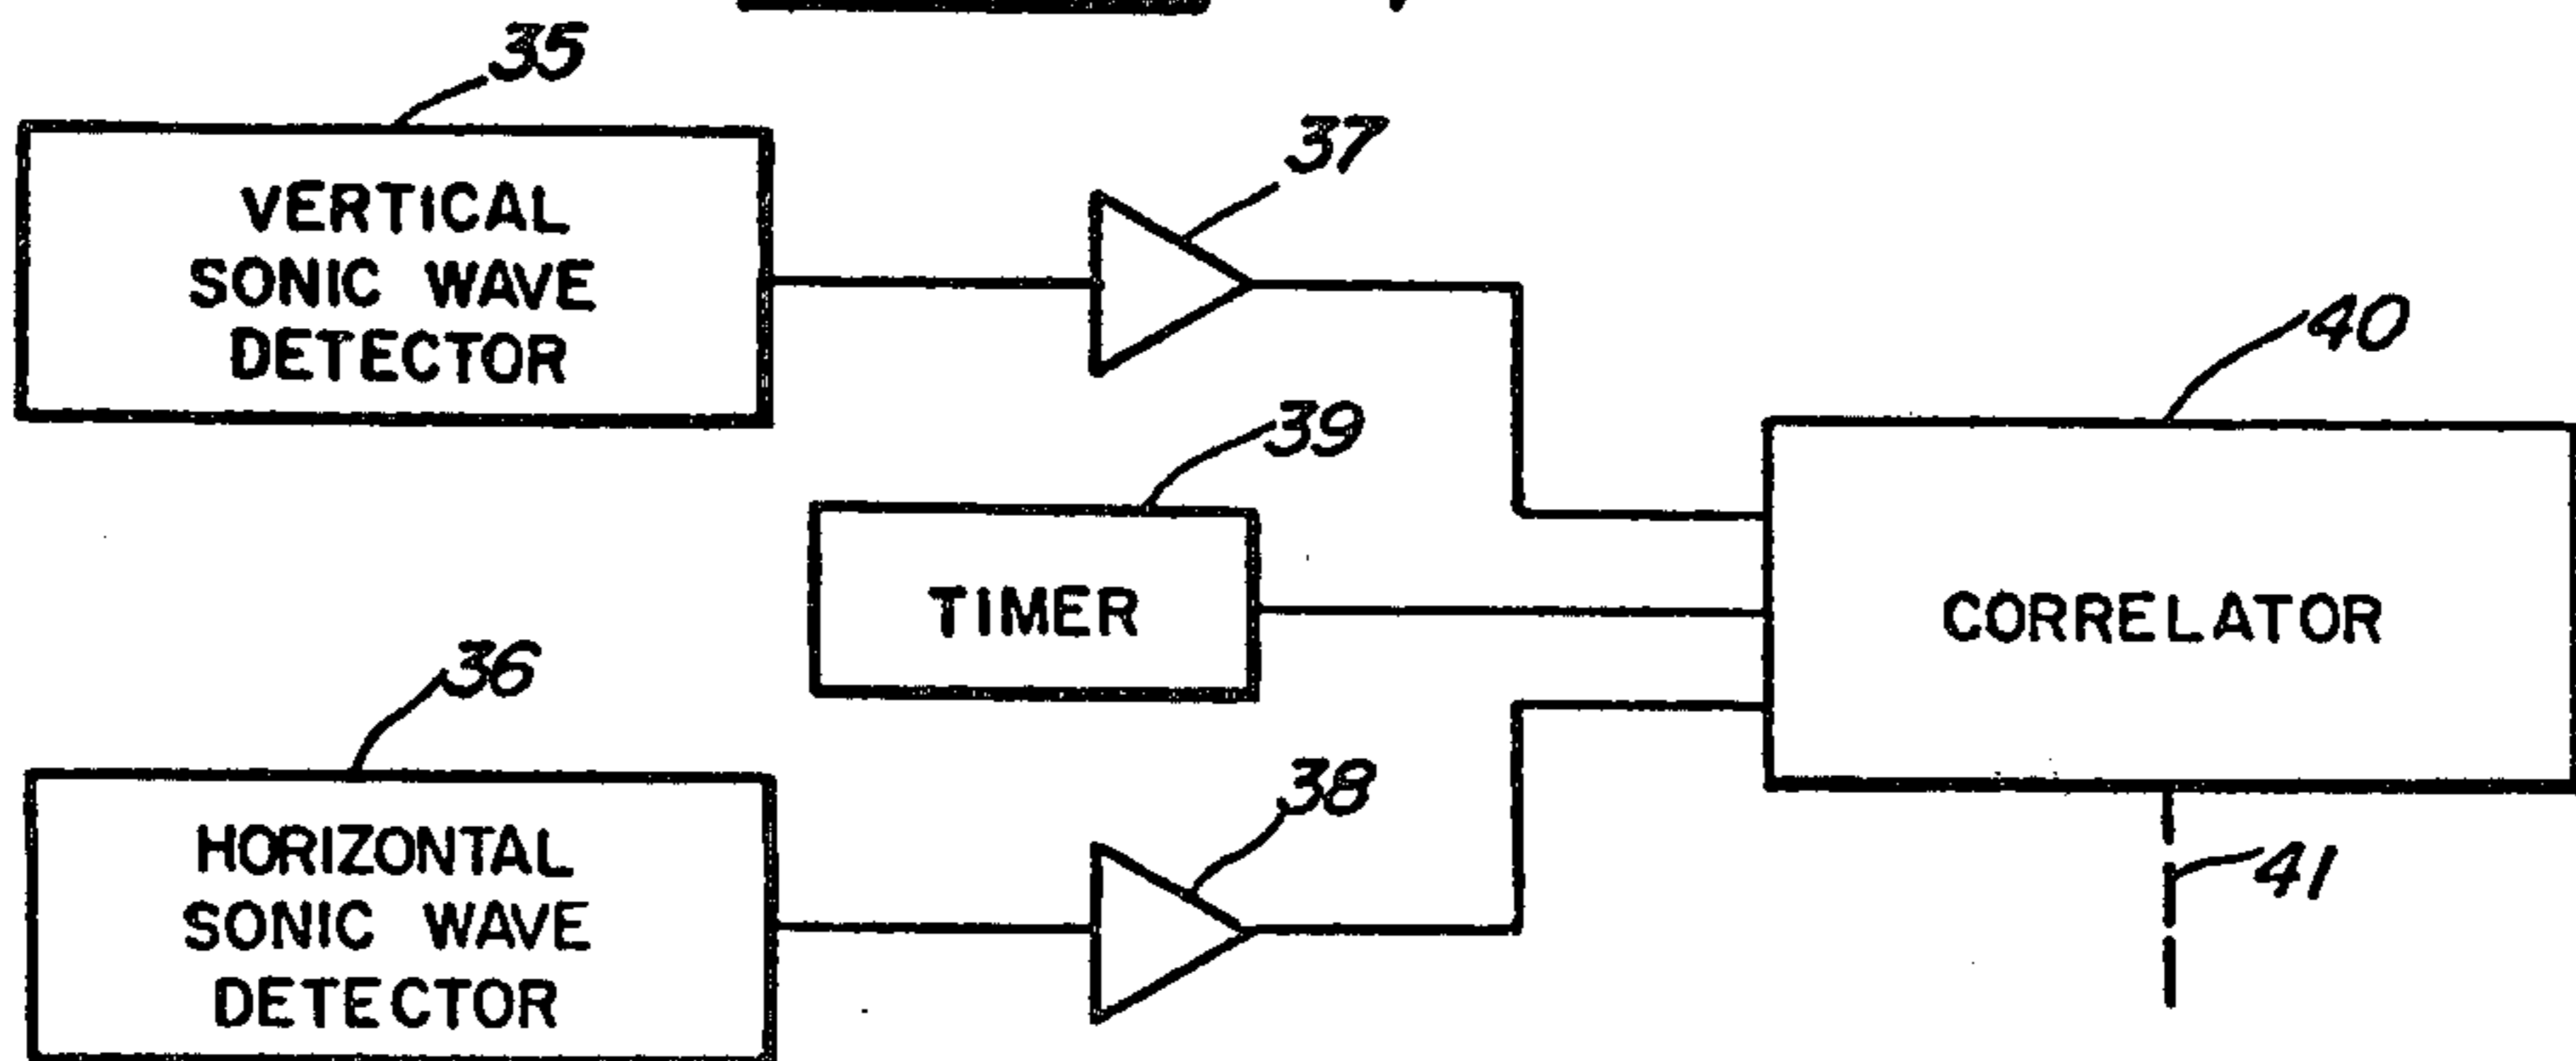 35
VERTICAL
SONIC WAVE
DETECTOR
37
39
TIMER
40
CORRELATOR
36
HORIZONTAL
SONIC WAVE
DETECTOR
38
41